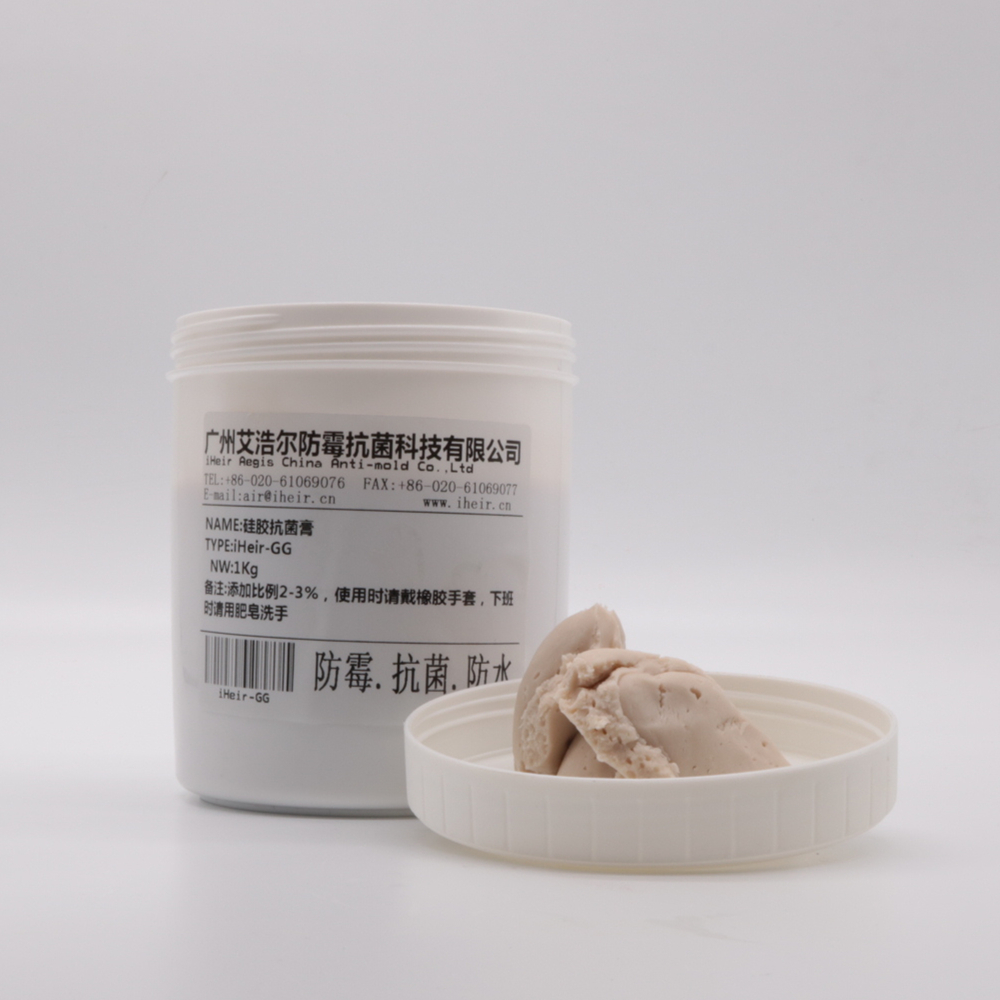 广州艾浩尔防霉抗菌科技有限公司
iHeir Aegis China Anti-mold Co.,Ltd
TEL:+86-020-61069076 FAX:+86-020-61069077
E-mail:air@iheir.cn www.iheir.cn
NAME:硅胶抗菌膏
TYPE:iHeir-GG
NW:1Kg
备注:添加比例2-3%，使用时请戴橡胶手套，下班
时请用肥皂洗手
防霉.抗菌.防水
iHeir-GG